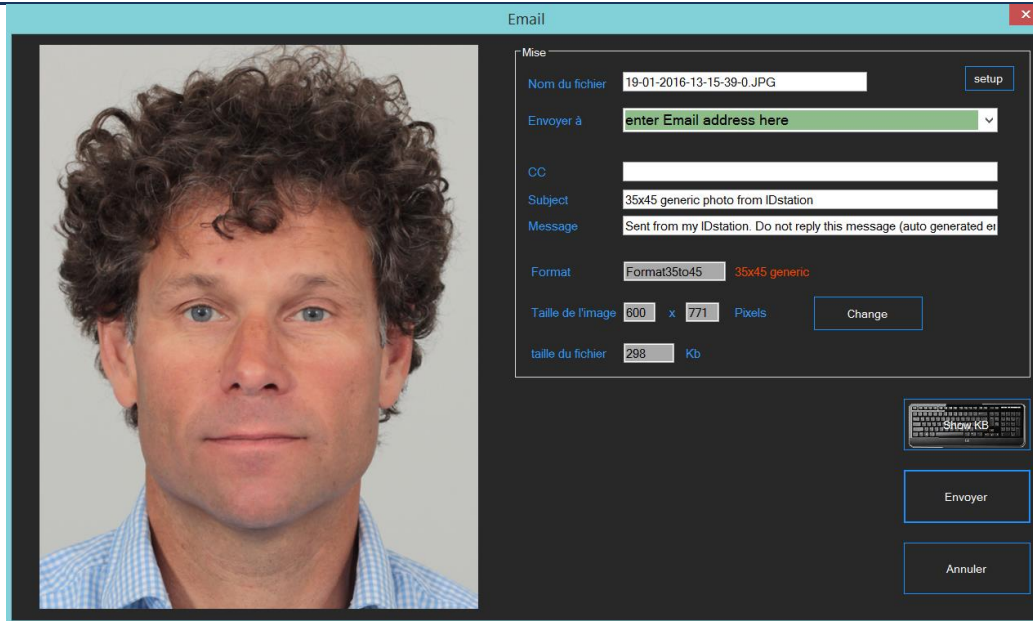 Email
Mise
Nom du fichier 19-01-2016-13-15-39-0.JPG setup
Envoyer à enter Email address here
CC
Subject 35x45 generic photo from IDstation
Message Sent from my IDstation. Do not reply this message (auto generated e
Format Format35to45 35x45 generic
Taille de l'image 600 x 771 Pixels Change
taille du fichier 298 Kb
Show KB
Envoyer
Annuler